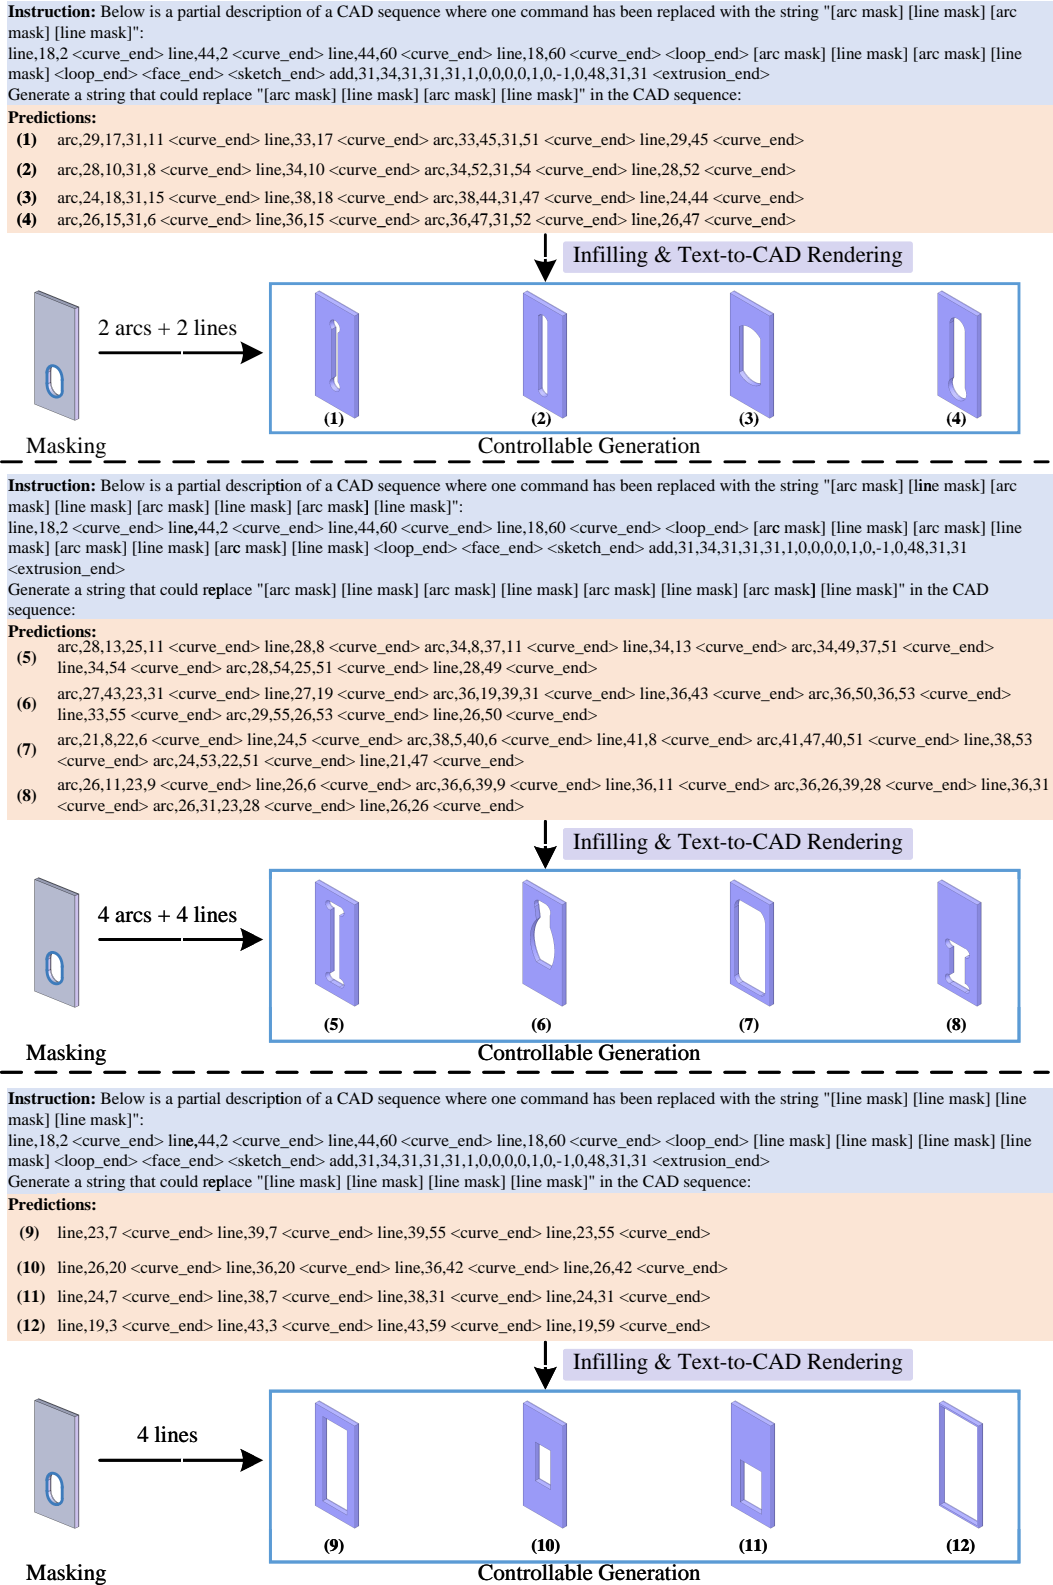 Instruction: Below is a partial description of a CAD sequence where one command has been replaced with the string "[arc mask] [line mask] [arc
mask] [line mask]":
line,18,2 <curve_end> line,44,2 <curve_end> line,44,60 <curve_end> line,18,60 <curve_end> <loop_end> [arc mask] [line mask] [arc mask] [line
mask] <loop_end> <face_end> <sketch_end> add,31,34,31,31,31,1,0,0,0,0,1,0,-1,0,48,31,31 <extrusion_end>
Generate a string that could replace "[arc mask] [line mask] [arc mask] [line mask]" in the CAD sequence:
Predictions:
(1) arc,29,17,31,11 <curve_end> line,33,17 <curve_end> arc,33,45,31,51 <curve_end> line,29,45 <curve_end>
(2) arc,28,10,31,8 <curve_end> line,34,10 <curve_end> arc,34,52,31,54 <curve_end> line,28,52 <curve_end>
(3) arc,24,18,31,15 <curve_end> line,38,18 <curve_end> arc,38,44,31,47 <curve_end> line,24,44 <curve_end>
(4) arc,26,15,31,6 <curve_end> line,36,15 <curve_end> arc,36,47,31,52 <curve_end> line,26,47 <curve_end>
Infilling & Text-to-CAD Rendering
2 arcs + 2 lines
(1) (2) (3) (4)
Masking Controllable Generation
Instruction: Below is a partial description of a CAD sequence where one command has been replaced with the string "[arc mask] [line mask] [arc
mask] [line mask] [arc mask] [line mask] [arc mask] [line mask]":
line,18,2 <curve_end> line,44,2 <curve_end> line,44,60 <curve_end> line,18,60 <curve_end> <loop_end> [arc mask] [line mask] [arc mask] [line
mask] [arc mask] [line mask] [arc mask] [line mask] <loop_end> <face_end> <sketch_end> add,31,34,31,31,31,1,0,0,0,0,1,0,-1,0,48,31,31
<extrusion_end>
Generate a string that could replace "[arc mask] [line mask] [arc mask] [line mask] [arc mask] [line mask] [arc mask] [line mask]" in the CAD
sequence:
Predictions:
(5) arc,28,13,25,11 <curve_end> line,28,8 <curve_end> arc,34,8,37,11 <curve_end> line,34,13 <curve_end> arc,34,49,37,51 <curve_end>
line,34,54 <curve_end> arc,28,54,25,51 <curve_end> line,28,49 <curve_end>
(6) arc,27,43,23,31 <curve_end> line,27,19 <curve_end> arc,36,19,39,31 <curve_end> line,36,43 <curve_end> arc,36,50,36,53 <curve_end>
line,33,55 <curve_end> arc,29,55,26,53 <curve_end> line,26,50 <curve_end>
(7) arc,21,8,22,6 <curve_end> line,24,5 <curve_end> arc,38,5,40,6 <curve_end> line,41,8 <curve_end> arc,41,47,40,51 <curve_end> line,38,53
<curve_end> arc,24,53,22,51 <curve_end> line,21,47 <curve_end>
(8) arc,26,11,23,9 <curve_end> line,26,6 <curve_end> arc,36,6,39,9 <curve_end> line,36,11 <curve_end> arc,36,26,39,28 <curve_end> line,36,31
<curve_end> arc,26,31,23,28 <curve_end> line,26,26 <curve_end>
Infilling & Text-to-CAD Rendering
4 arcs + 4 lines
(5) (6) (7) (8)
Masking Controllable Generation
Instruction: Below is a partial description of a CAD sequence where one command has been replaced with the string "[line mask] [line mask] [line
mask] [line mask]":
line,18,2 <curve_end> line,44,2 <curve_end> line,44,60 <curve_end> line,18,60 <curve_end> <loop_end> [line mask] [line mask] [line mask] [line
mask] <loop_end> <face_end> <sketch_end> add,31,34,31,31,31,1,0,0,0,0,1,0,-1,0,48,31,31 <extrusion_end>
Generate a string that could replace "[line mask] [line mask] [line mask] [line mask]" in the CAD sequence:
Predictions:
(9) line,23,7 <curve_end> line,39,7 <curve_end> line,39,55 <curve_end> line,23,55 <curve_end>
(10) line,26,20 <curve_end> line,36,20 <curve_end> line,36,42 <curve_end> line,26,42 <curve_end>
(11) line,24,7 <curve_end> line,38,7 <curve_end> line,38,31 <curve_end> line,24,31 <curve_end>
(12) line,19,3 <curve_end> line,43,3 <curve_end> line,43,59 <curve_end> line,19,59 <curve_end>
Infilling & Text-to-CAD Rendering
4 lines
(9) (10) (11) (12)
Masking Controllable Generation